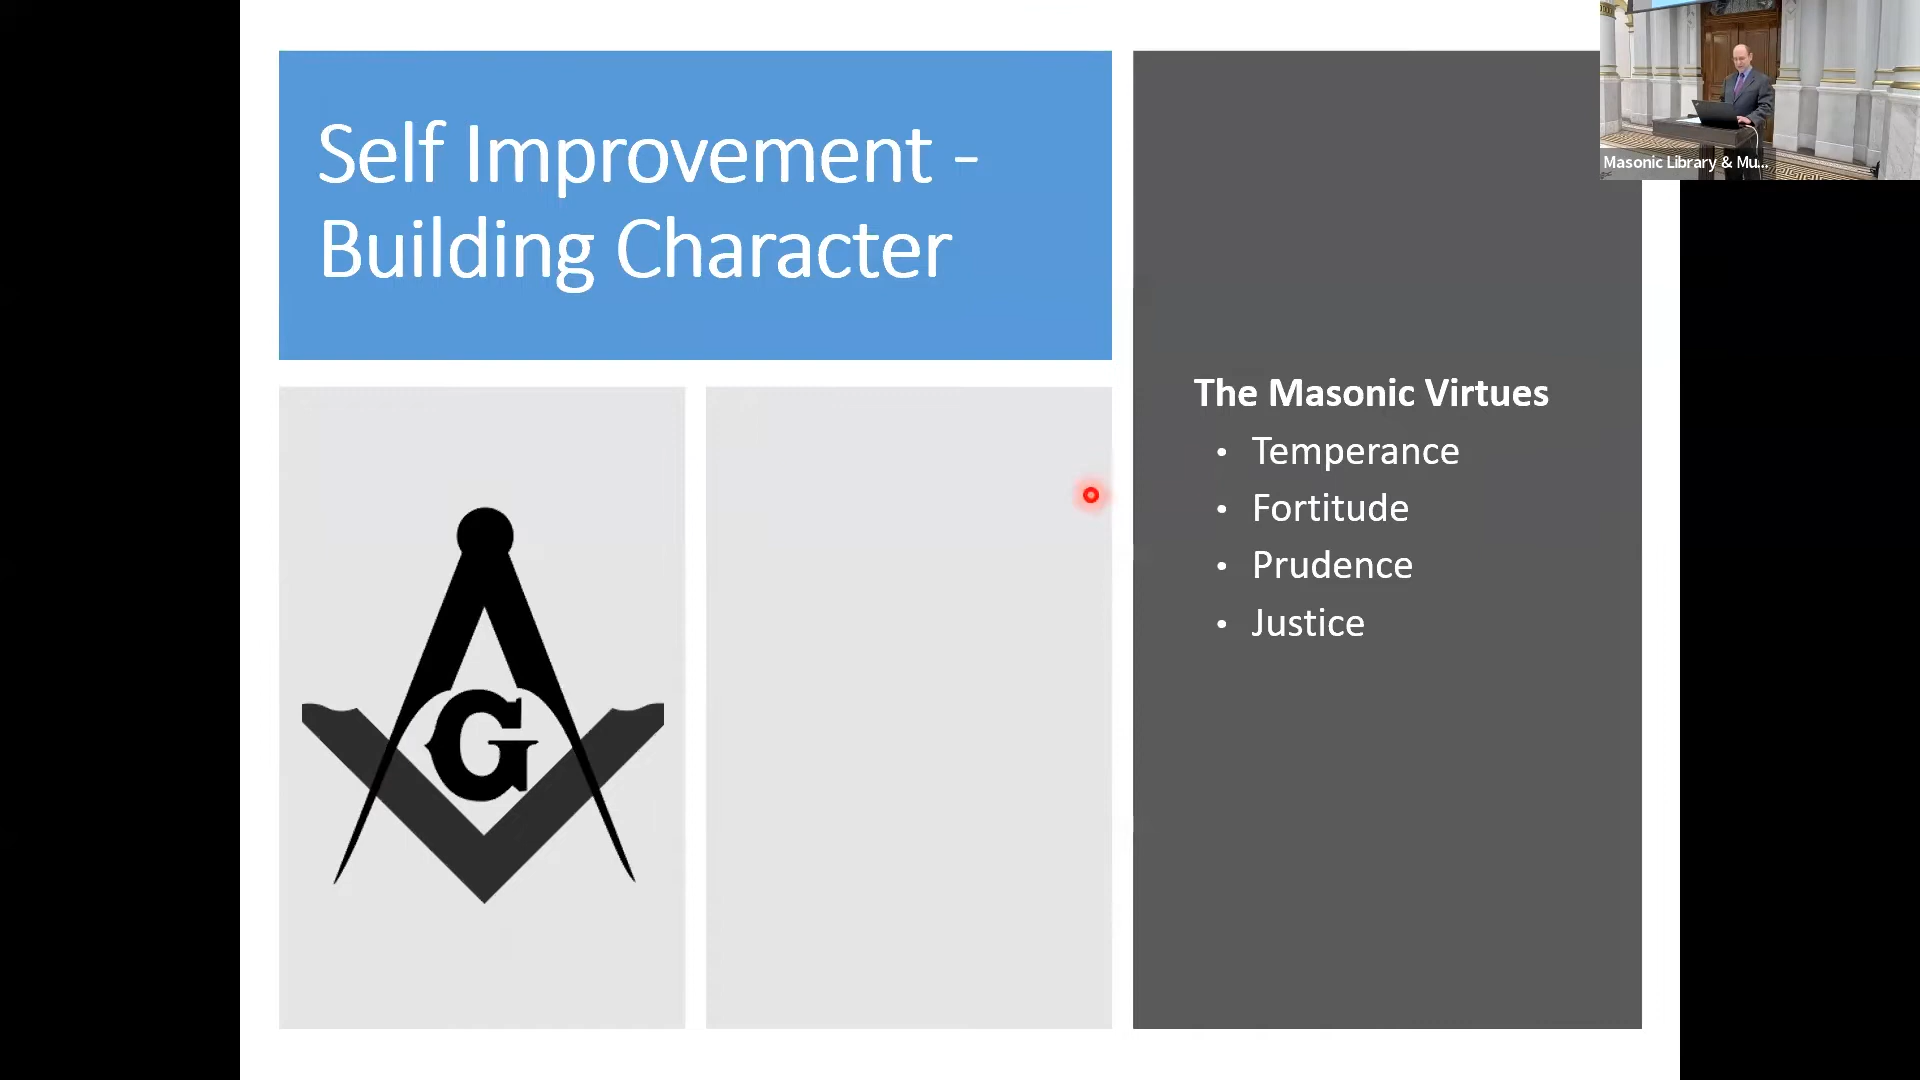 Self Improvement -
Building Character
The Masonic Virtues
• Temperance
• Fortitude
• Prudence
• Justice
G
Masonic Library & Mu...